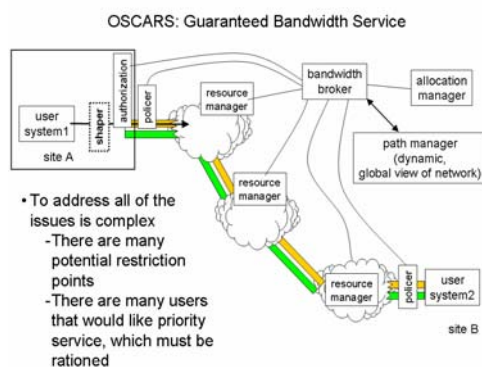 OSCARS: Guaranteed Bandwidth Service
user
system1
shaper
authorization
policer
site A
resource
manager
bandwidth
broker
allocation
manager
path manager
(dynamic,
global view of network)
resource
manager
resource
manager
policer
user
system2
site B
• To address all of the
issues is complex
-There are many
potential restriction
points
-There are many users
that would like priority
service, which must be
rationed